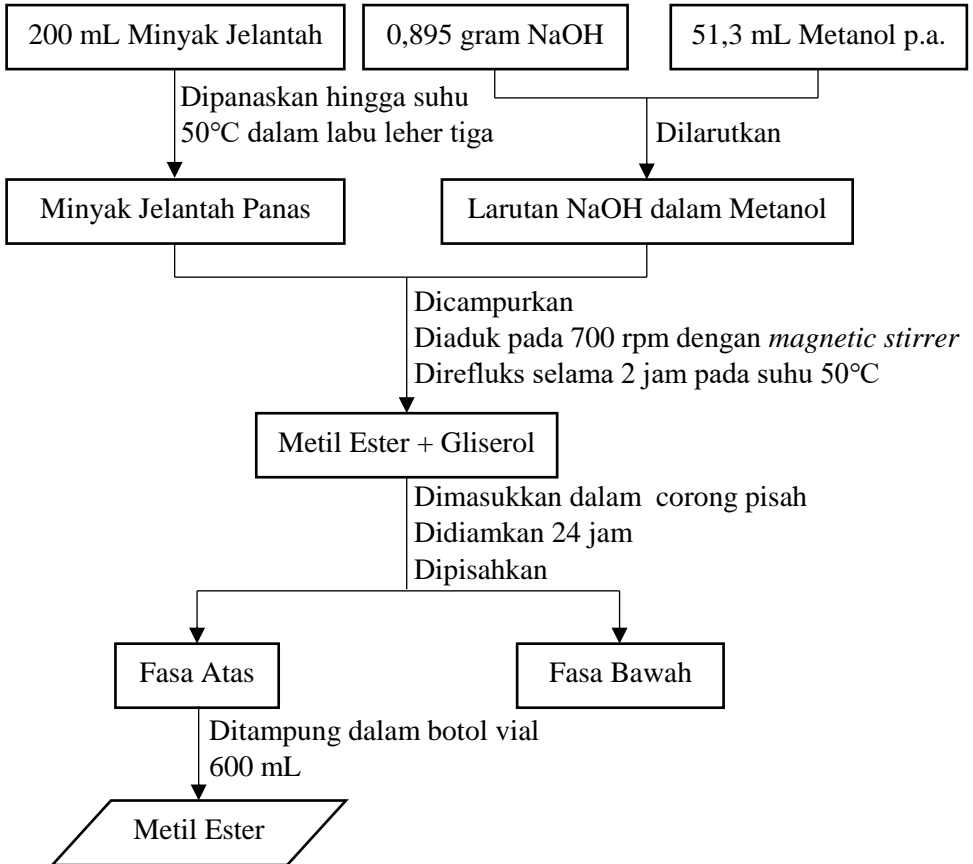 200 mL Minyak Jelantah
0,895 gram NaOH
51,3 mL Metanol p.a.
Dipanaskan hingga suhu
50°C dalam labu leher tiga
Dilarutkan
Minyak Jelantah Panas
Larutan NaOH dalam Metanol
Dicampurkan
Diaduk pada 700 rpm dengan magnetic stirrer
Direfluks selama 2 jam pada suhu 50°C
Metil Ester + Gliserol
Dimasukkan dalam  corong pisah
Didiamkan 24 jam
Dipisahkan
Fasa Atas
Fasa Bawah
Ditampung dalam botol vial
600 mL
Metil Ester